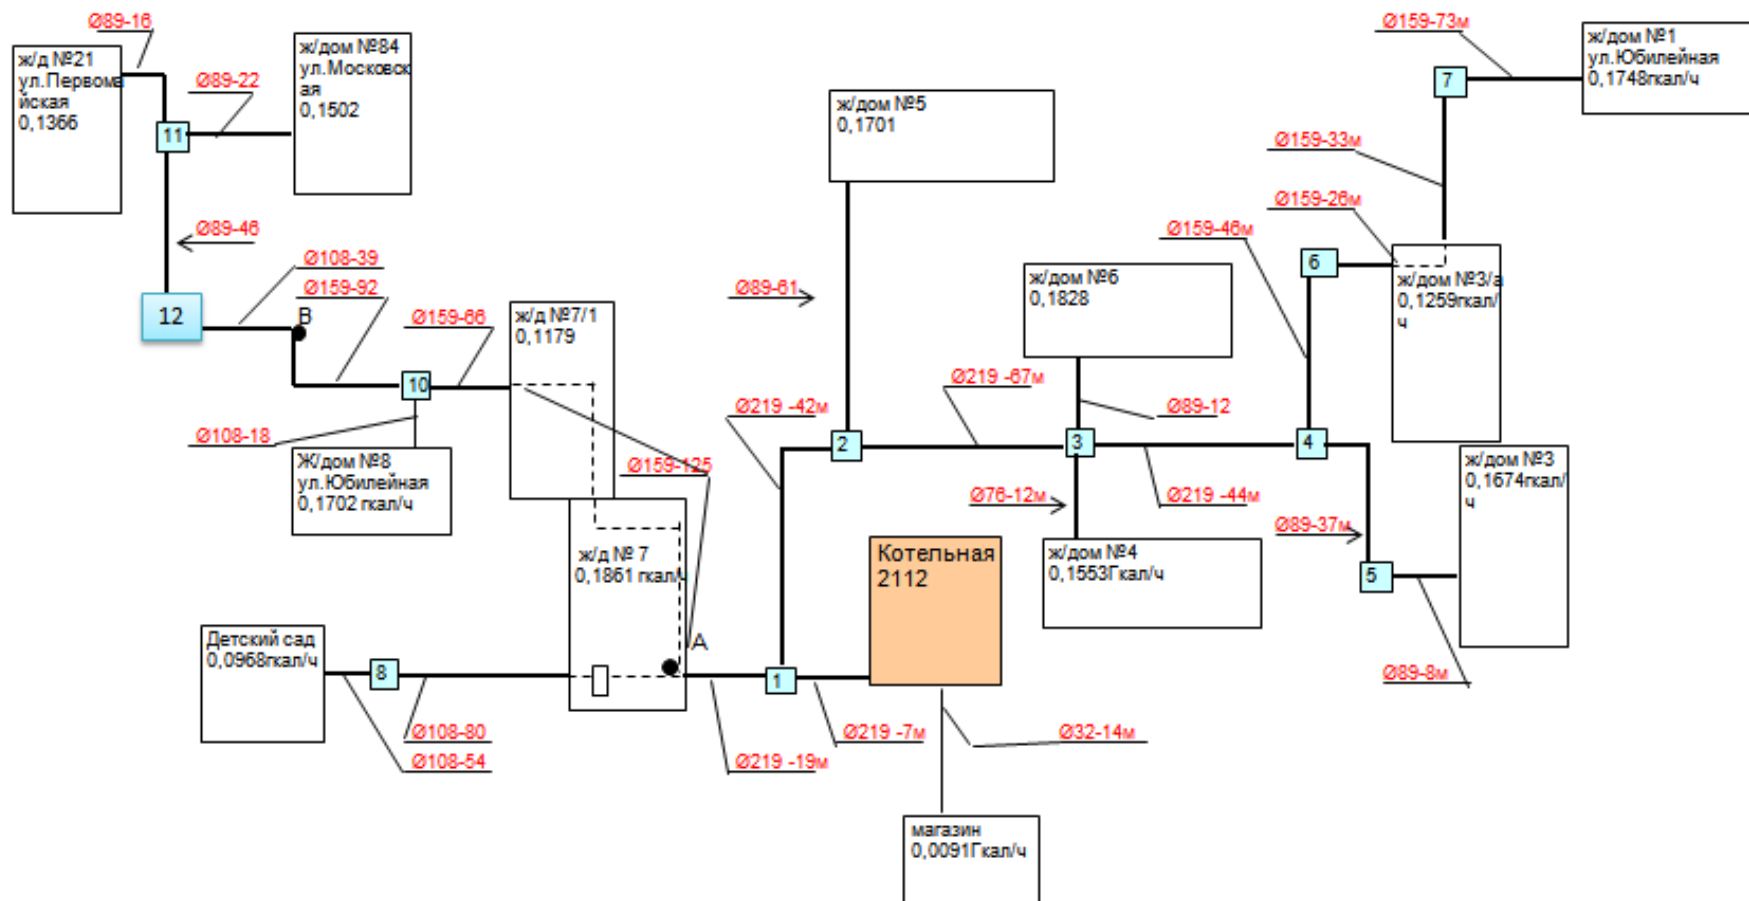 Ø89-16
ж/д №21
ул.Первома
йская
0,1366
ж/дом №84
ул.Московск
ая
0,1502
Ø89-22
11
Ø89-46
Ø108-39
Ø159-92
12
В
Ø159-66
10
Ø108-18
Ж/дом №8
ул.Юбилейная
0,1702 гкал/ч
ж/д №7/1
0,1179
Ø159-125
ж/д № 7
0,1861 гкал/ч
А
Детский сад
0,0968гкал/ч
8
Ø108-80
Ø108-54
Ø219 -19м
1
Ø219 -7м
Котельная
2112
Ø32-14м
магазин
0,0091Гкал/ч
Ø219 -42м
2
Ø89-61
ж/дом №5
0,1701
Ø219 -67м
3
ж/дом №6
0,1828
Ø89-12
Ø76-12м
ж/дом №4
0,1553Гкал/ч
Ø219 -44м
4
Ø159-46м
6
Ø159-26м
ж/дом №3/а
0,1259гкал/
ч
Ø159-33м
7
Ø159-73м
ж/дом №1
ул.Юбилейная
0,1748гкал/ч
Ø89-37м
5
ж/дом №3
0,1674гкал/
ч
Ø89-8м